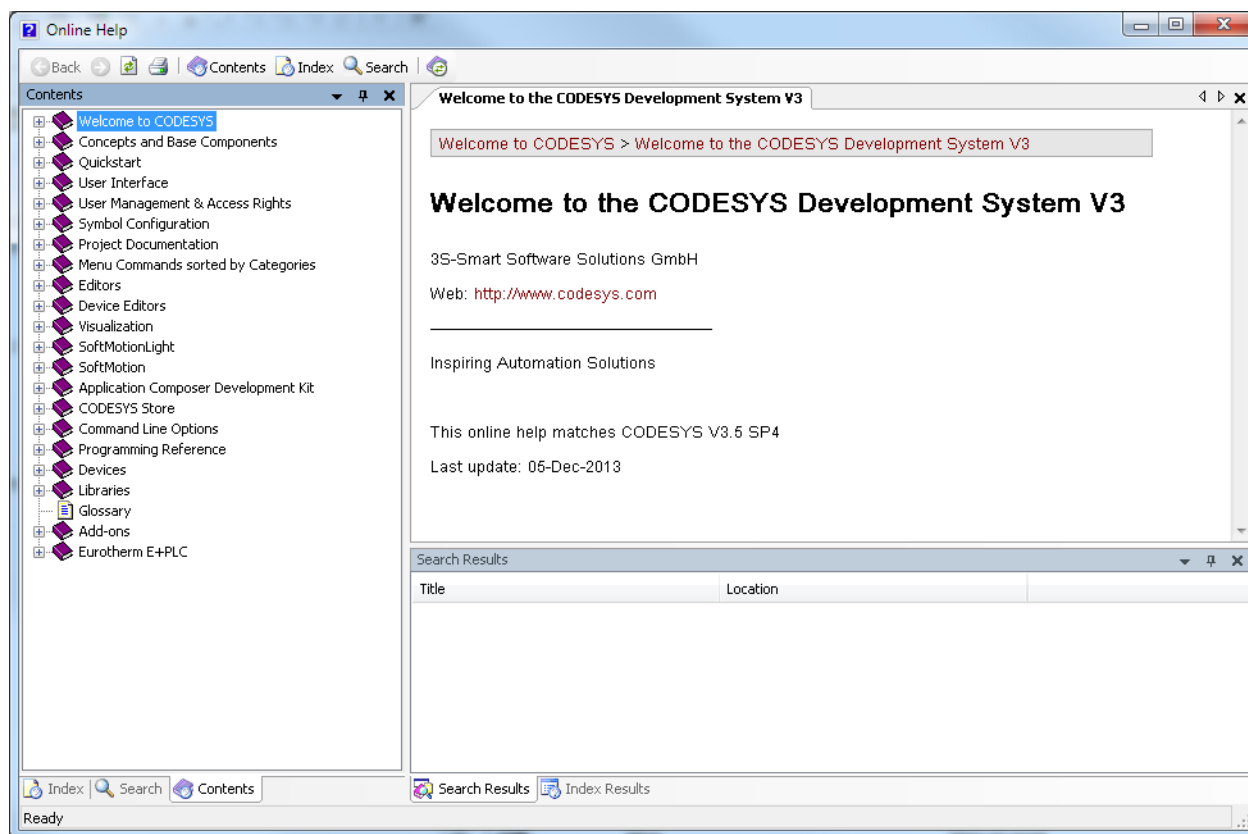 Online Help
Back Contents Index Search
Contents
Welcome to CODESYS
Concepts and Base Components
Quickstart
User Interface
User Management & Access Rights
Symbol Configuration
Project Documentation
Menu Commands sorted by Categories
Editors
Device Editors
Visualization
SoftMotionLight
SoftMotion
Application Composer Development Kit
CODESYS Store
Command Line Options
Programming Reference
Devices
Libraries
Glossary
Add-ons
Eurotherm E+PLC
Index Search Contents
Welcome to the CODESYS Development System V3
Welcome to CODESYS > Welcome to the CODESYS Development System V3
Welcome to the CODESYS Development System V3
3S-Smart Software Solutions GmbH
Web: http://www.codesys.com
Inspiring Automation Solutions
This online help matches CODESYS V3.5 SP4
Last update: 05-Dec-2013
Search Results
Title Location
Search Results Index Results
Ready